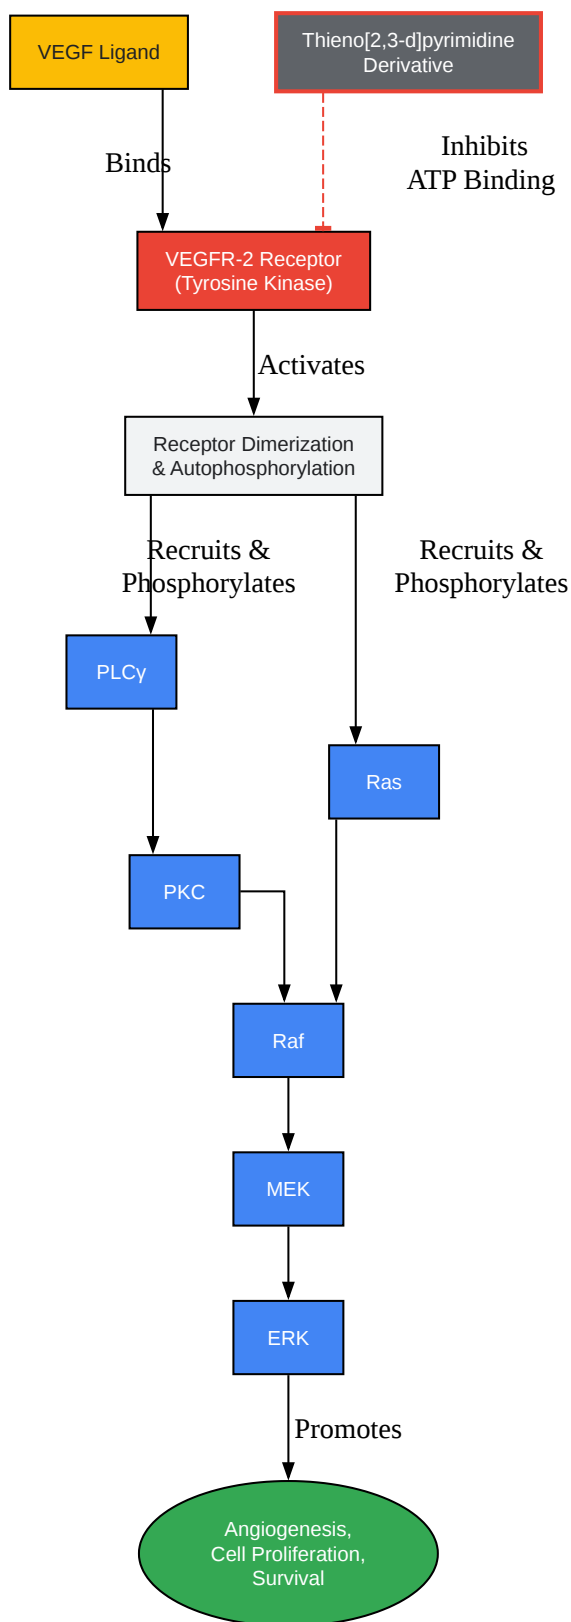 VEGF Ligand
Thieno[2,3-d]pyrimidine
Derivative
Binds
Inhibits
ATP Binding
VEGFR-2 Receptor
(Tyrosine Kinase)
Activates
Receptor Dimerization
& Autophosphorylation
Recruits &
Phosphorylates
Recruits &
Phosphorylates
PLCγ
Ras
PKC
Raf
MEK
ERK
Promotes
Angiogenesis,
Cell Proliferation,
Survival